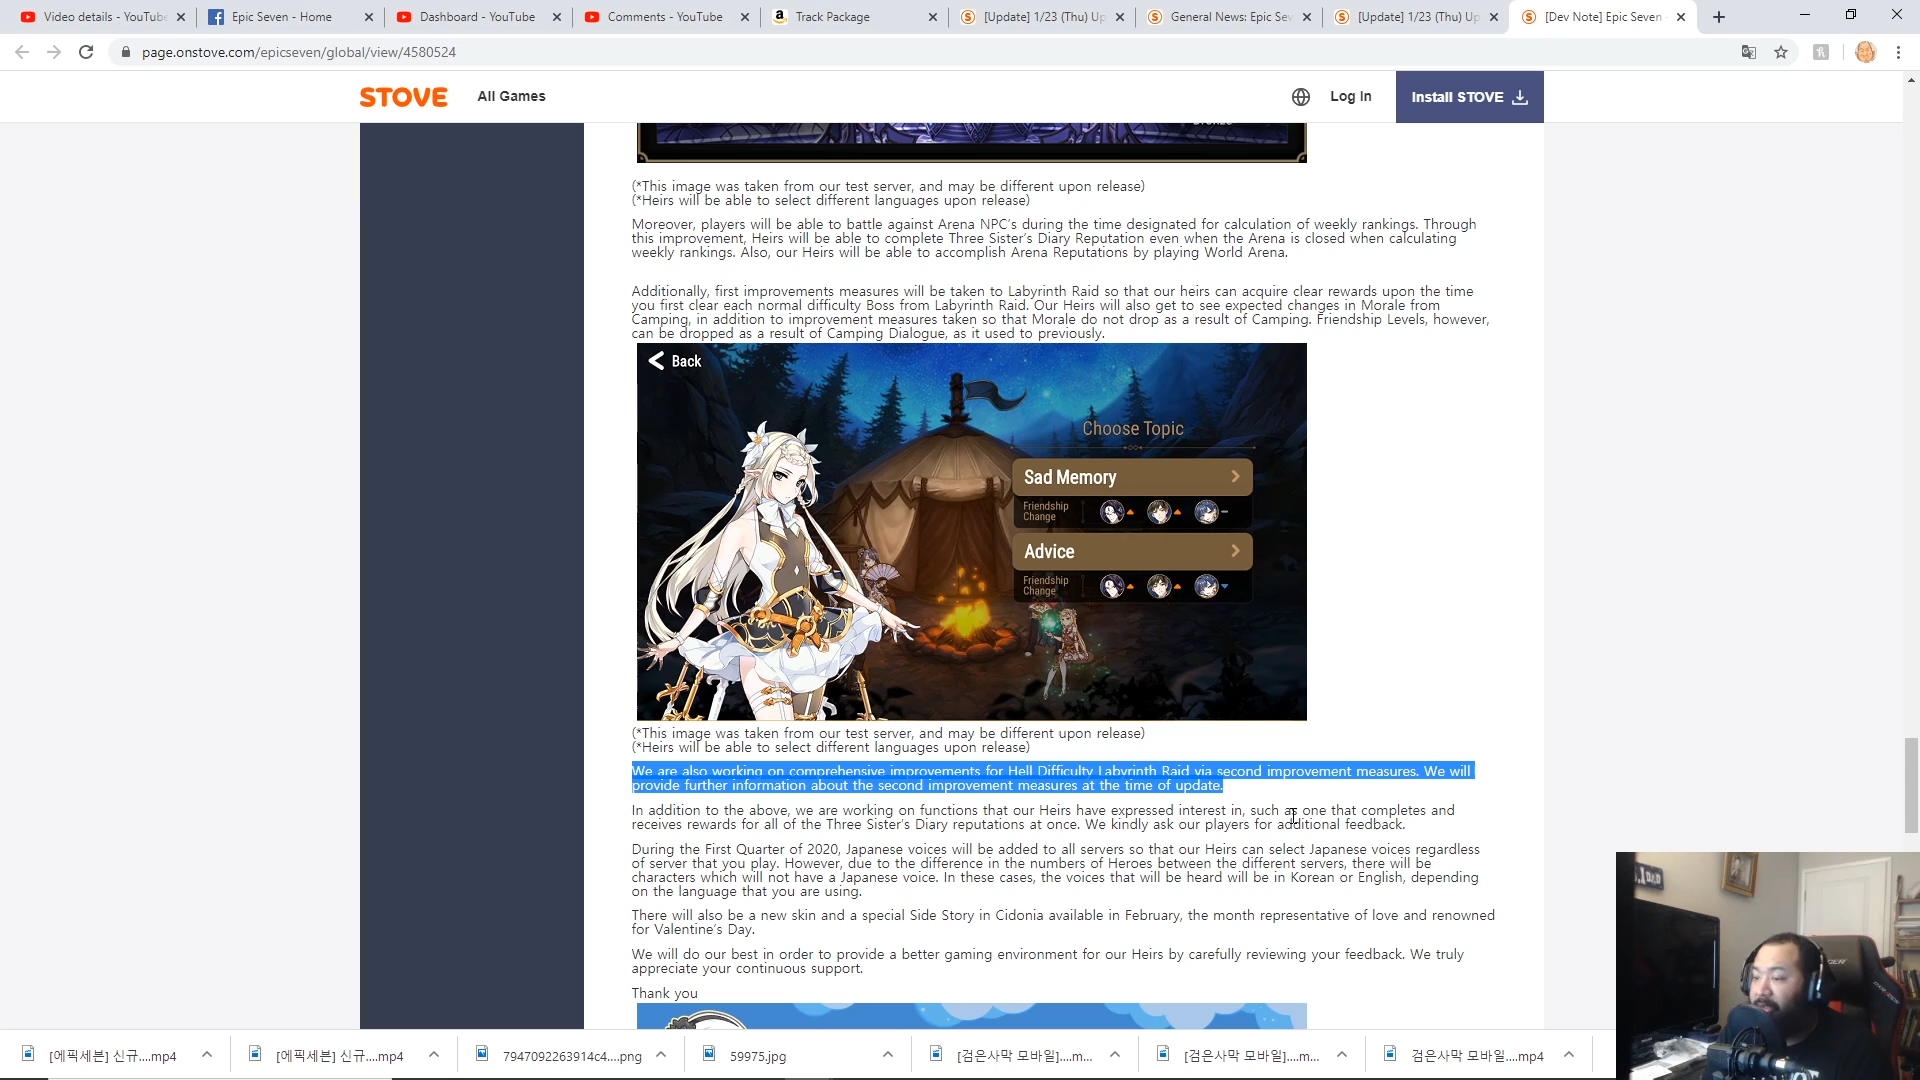 Video details - YouTube
Epic Seven - Home
Dashboard - YouTube
Comments - YouTube
Track Package
[Update] 1/23 (Thu) Up
General News: Epic Sev
[Update] 1/23 (Thu) Up
[Dev Note] Epic Seven
page.onstove.com/epicseven/global/view/4580524
STOVE
All Games
Log In
Install STOVE
(*This image was taken from our test server, and may be different upon release)
(*Heirs will be able to select different languages upon release)
Moreover, players will be able to battle against Arena NPC's during the time designated for calculation of weekly rankings. Through
this improvement, Heirs will be able to complete Three Sister's Diary Reputation even when the Arena is closed when calculating
weekly rankings. Also, our Heirs will be able to accomplish Arena Reputations by playing World Arena.
Additionally, first improvements measures will be taken to Labyrinth Raid so that our heirs can acquire clear rewards upon the time
you first clear each normal difficulty Boss from Labyrinth Raid. Our Heirs will also get to see expected changes in Morale from
Camping, in addition to improvement measures taken so that Morale do not drop as a result of Camping. Friendship Levels, however,
can be dropped as a result of Camping Dialogue, as it used to previously.
Back
Choose Topic
Sad Memory
Friendship
Change
Advice
Friendship
Change
(*This image was taken from our test server, and may be different upon release)
(*Heirs will be able to select different languages upon release)
We are also working on comprehensive improvements for Hell Difficulty Labyrinth Raid via second improvement measures. We will
provide further information about the second improvement measures at the time of update.
In addition to the above, we are working on functions that our Heirs have expressed interest in, such as one that completes and
receives rewards for all of the Three Sister's Diary reputations at once. We kindly ask our players for additional feedback.
During the First Quarter of 2020, Japanese voices will be added to all servers so that our Heirs can select Japanese voices regardless
of server that you play. However, due to the difference in the numbers of Heroes between the different servers, there will be
characters which will not have a Japanese voice. In these cases, the voices that will be heard will be in Korean or English, depending
on the language that you are using.
There will also be a new skin and a special Side Story in Cidonia available in February, the month representative of love and renowned
for Valentine's Day.
We will do our best in order to provide a better gaming environment for our Heirs by carefully reviewing your feedback. We truly
appreciate your continuous support.
Thank you
[에픽세븐] 신규....mp4
[에픽세븐] 신규....mp4
7947092263914c4....png
59975.jpg
[검은사막 모바일]....m...
[검은사막 모바일]....m...
검은사막 모바일....mp4